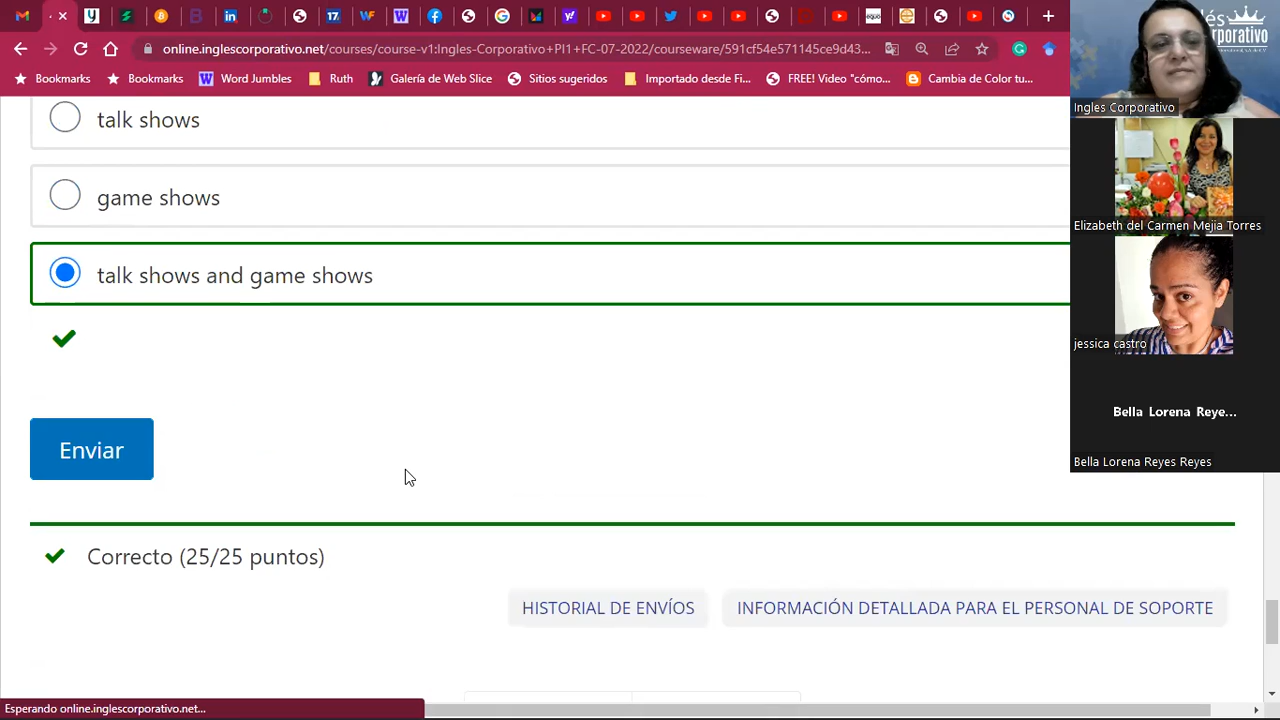 online.inglescorporativo.net/courses/course-v1:Ingles-Corporativo+PI1+FC-07-2022/courseware/591cf54e571145ce9d43...
Bookmarks
Bookmarks
Word Jumbles
Ruth
Galería de Web Slice
Sitios sugeridos
Importado desde Fi...
FREE! Video "cómo...
Cambia de Color tu...
talk shows
game shows
talk shows and game shows
Enviar
Correcto (25/25 puntos)
HISTORIAL DE ENVÍOS
INFORMACIÓN DETALLADA PARA EL PERSONAL DE SOPORTE
Esperando online.inglescorporativo.net...
Ingles Corporativo
Elizabeth del Carmen Mejia Torres
jessica castro
Bella Lorena Reye...
Bella Lorena Reyes Reyes